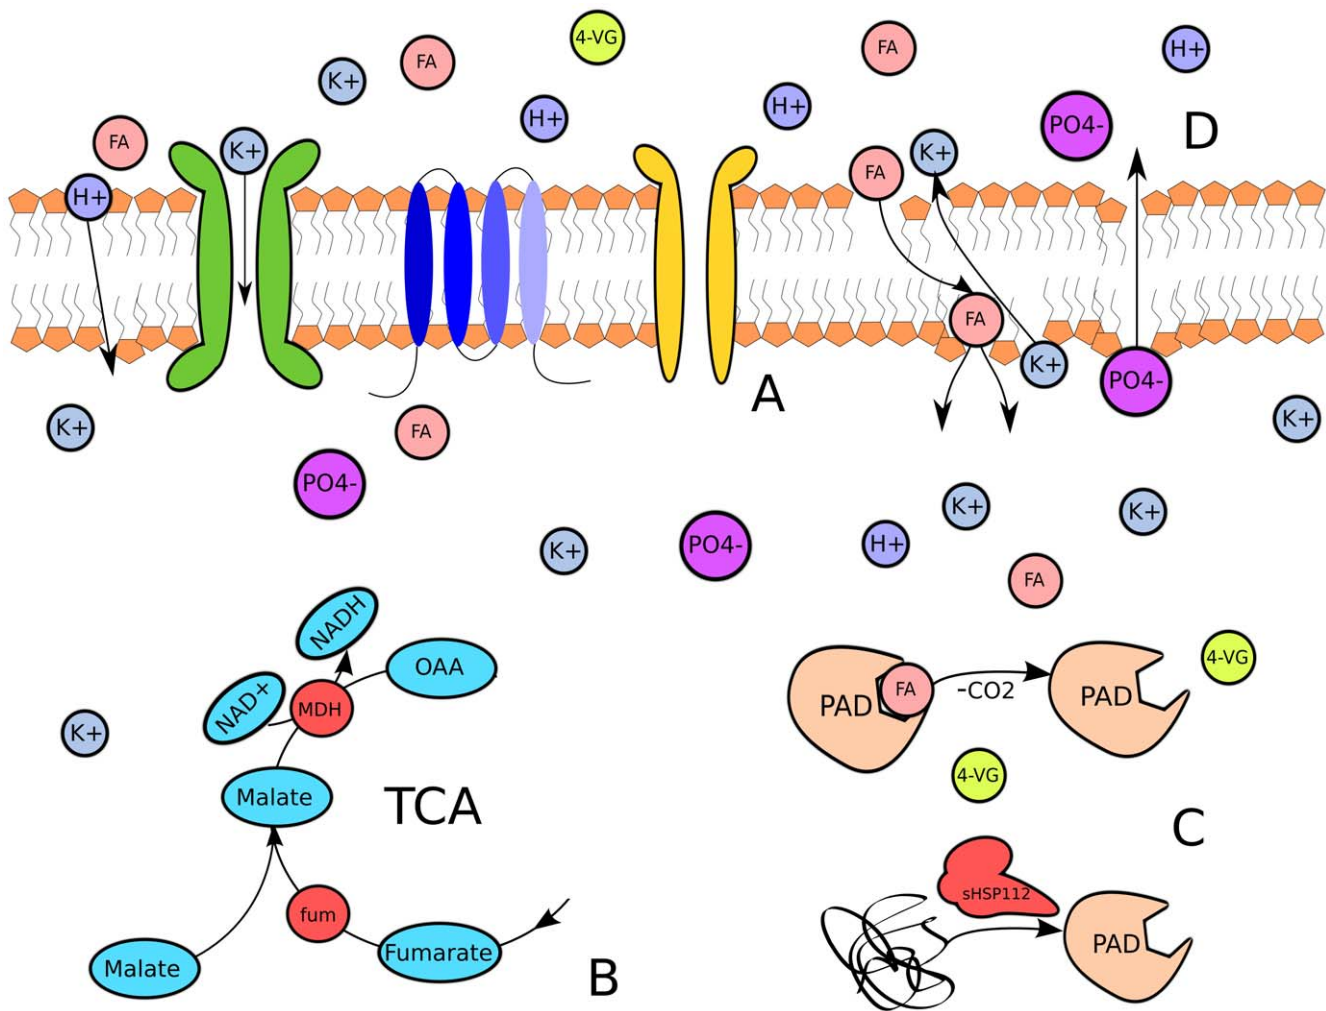 4-VG
FA
FA
H+
K+
H+
H+
PO4-
D
FA
K+
K+
FA
H+
FA
K+
PO4-
A
K+
FA
K+
PO4-
K+
K+
K+
PO4-
H+
FA
NADH
OAA
NAD+
MDH
PAD
FA
-CO2
PAD
4-VG
K+
Malate
TCA
4-VG
C
sHSP112
fum
Malate
Fumarate
B
PAD